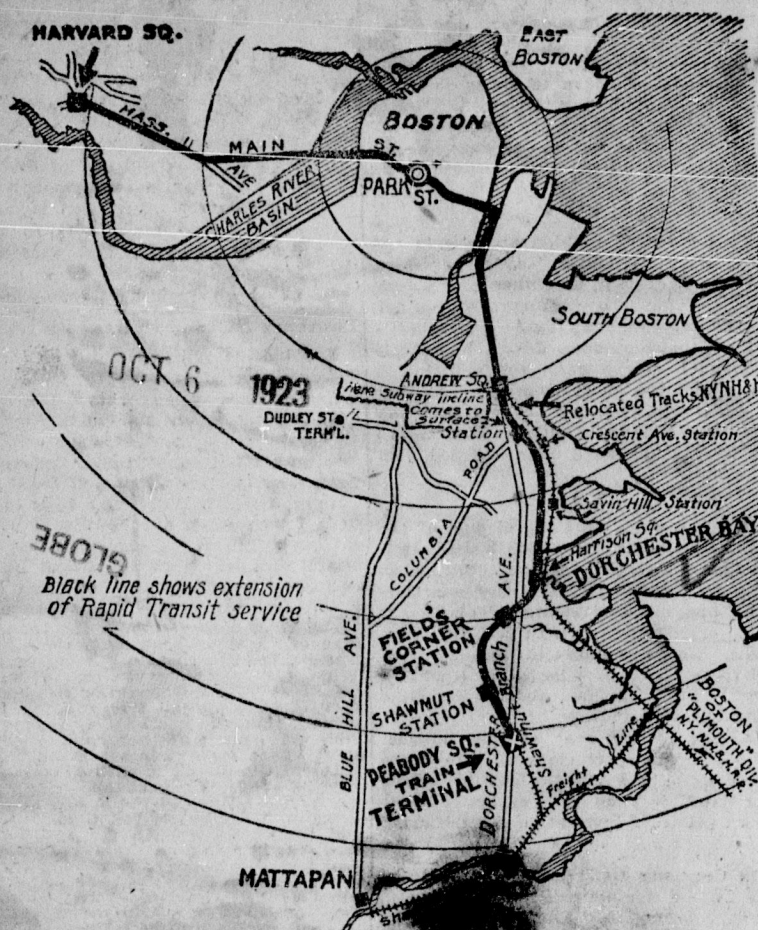 HARVARD SQ.
EAST
BOSTON
BOSTON
MASS.
AVE
MAIN
ST.
PARK
ST.
CHARLES RIVER
BASIN
SOUTH BOSTON
OCT 6 1923
ANDREW SQ.
Here Subway incline
comes to
surface
Station
Relocated Tracks N.Y.N.H.&
DUDLEY ST.
TERM'L.
Crescent Ave. Station
Savin Hill Station
COLUMBIA ROAD
Harrison Sq.
DORCHESTER BAY
GLOBE
Black line shows extension
of Rapid Transit service
FIELD'S
CORNER
STATION
SHAWMUT
STATION
PEABODY SQ.
TRAIN
TERMINAL
BLUE HILL AVE.
DORCHESTER AVE.
Shawmut Branch
Freight Line
BOSTON
OR
"PLYMOUTH" DIV.
N.Y.N.H.&H.R.R.
MATTAPAN